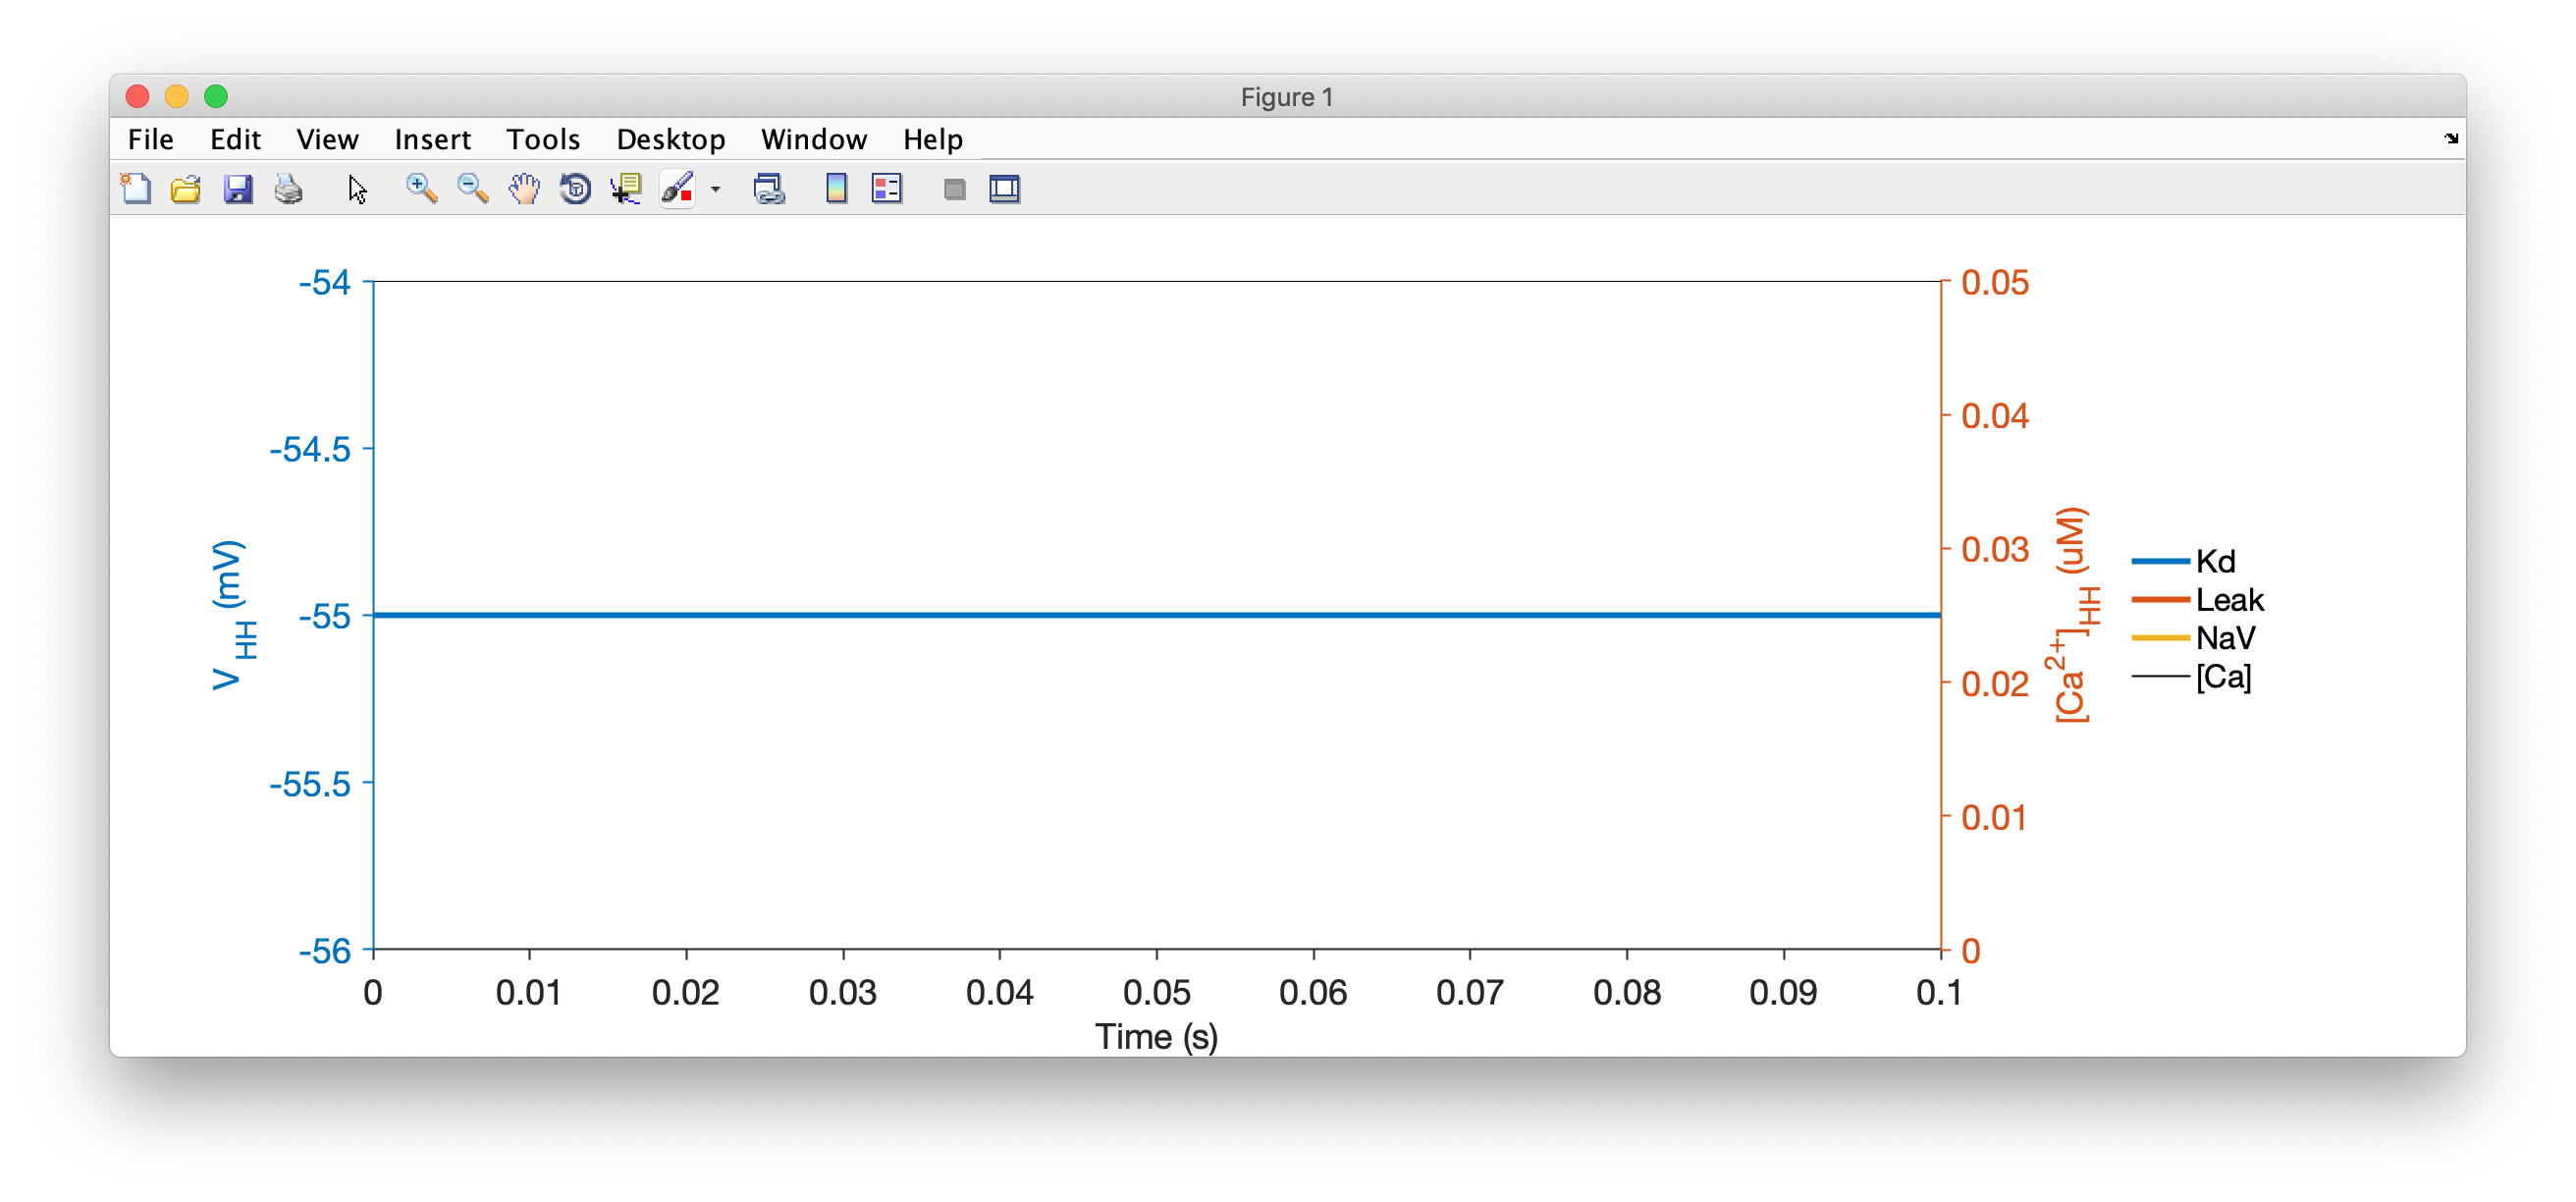 Figure 1
File Edit View Insert Tools Desktop Window Help
-54
-54.5
-55
-55.5
-56
V_HH (mV)
0.05
0.04
0.03
0.02
0.01
0
[Ca^2+]_HH (uM)
Kd
Leak
NaV
[Ca]
0 0.01 0.02 0.03 0.04 0.05 0.06 0.07 0.08 0.09 0.1
Time (s)